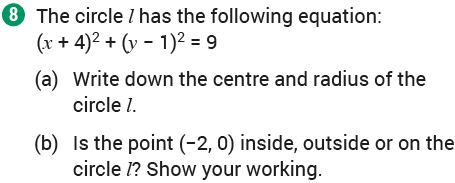 8 The circle l has the following equation:
(x + 4)² + (y − 1)² = 9
(a) Write down the centre and radius of the
circle l.
(b) Is the point (−2, 0) inside, outside or on the
circle l? Show your working.